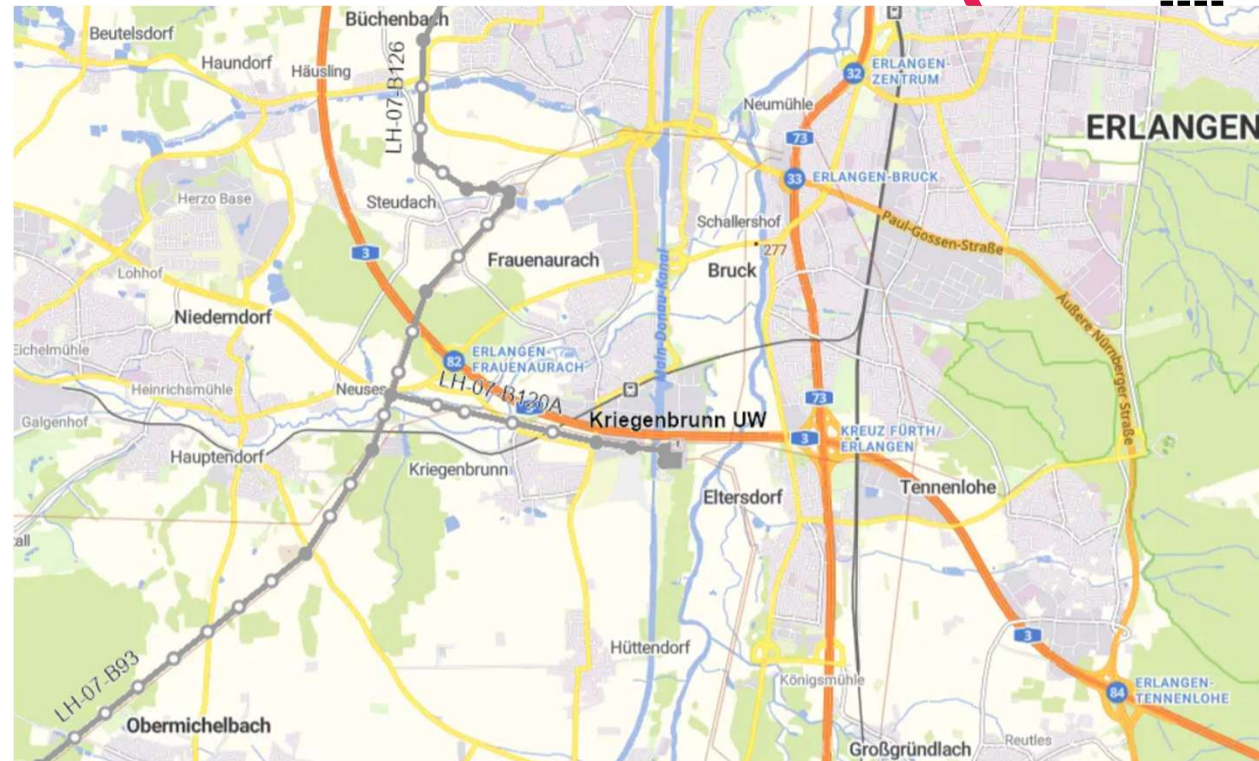 Büchenbach
Beutelsdorf
Haundorf
Häusling
LH-07-B126
32
ERLANGEN-
ZENTRUM
Neumühle
73
ERLANGEN
33
ERLANGEN-BRUCK
Herzo Base
Steudach
Schallershof
Paul-Gossen-Straße
277
3
Frauenaurach
Bruck
Lohhof
Main-Donau-Kanal
Äußere Nürnberger Straße
Niederndorf
Eichelmühle
82
ERLANGEN-
FRAUENAURACH
Heinrichsmühle
Neuses
LH-07-B120A
3
73
Galgenhof
Kriegenbrunn UW
3
KREUZ FÜRTH/
ERLANGEN
Hauptendorf
Kriegenbrunn
Eltersdorf
Tennenlohe
3
Hüttendorf
LH-07-B93
Königsmühle
84
ERLANGEN-
TENNENLOHE
Obermichelbach
Großgründlach
Reutles